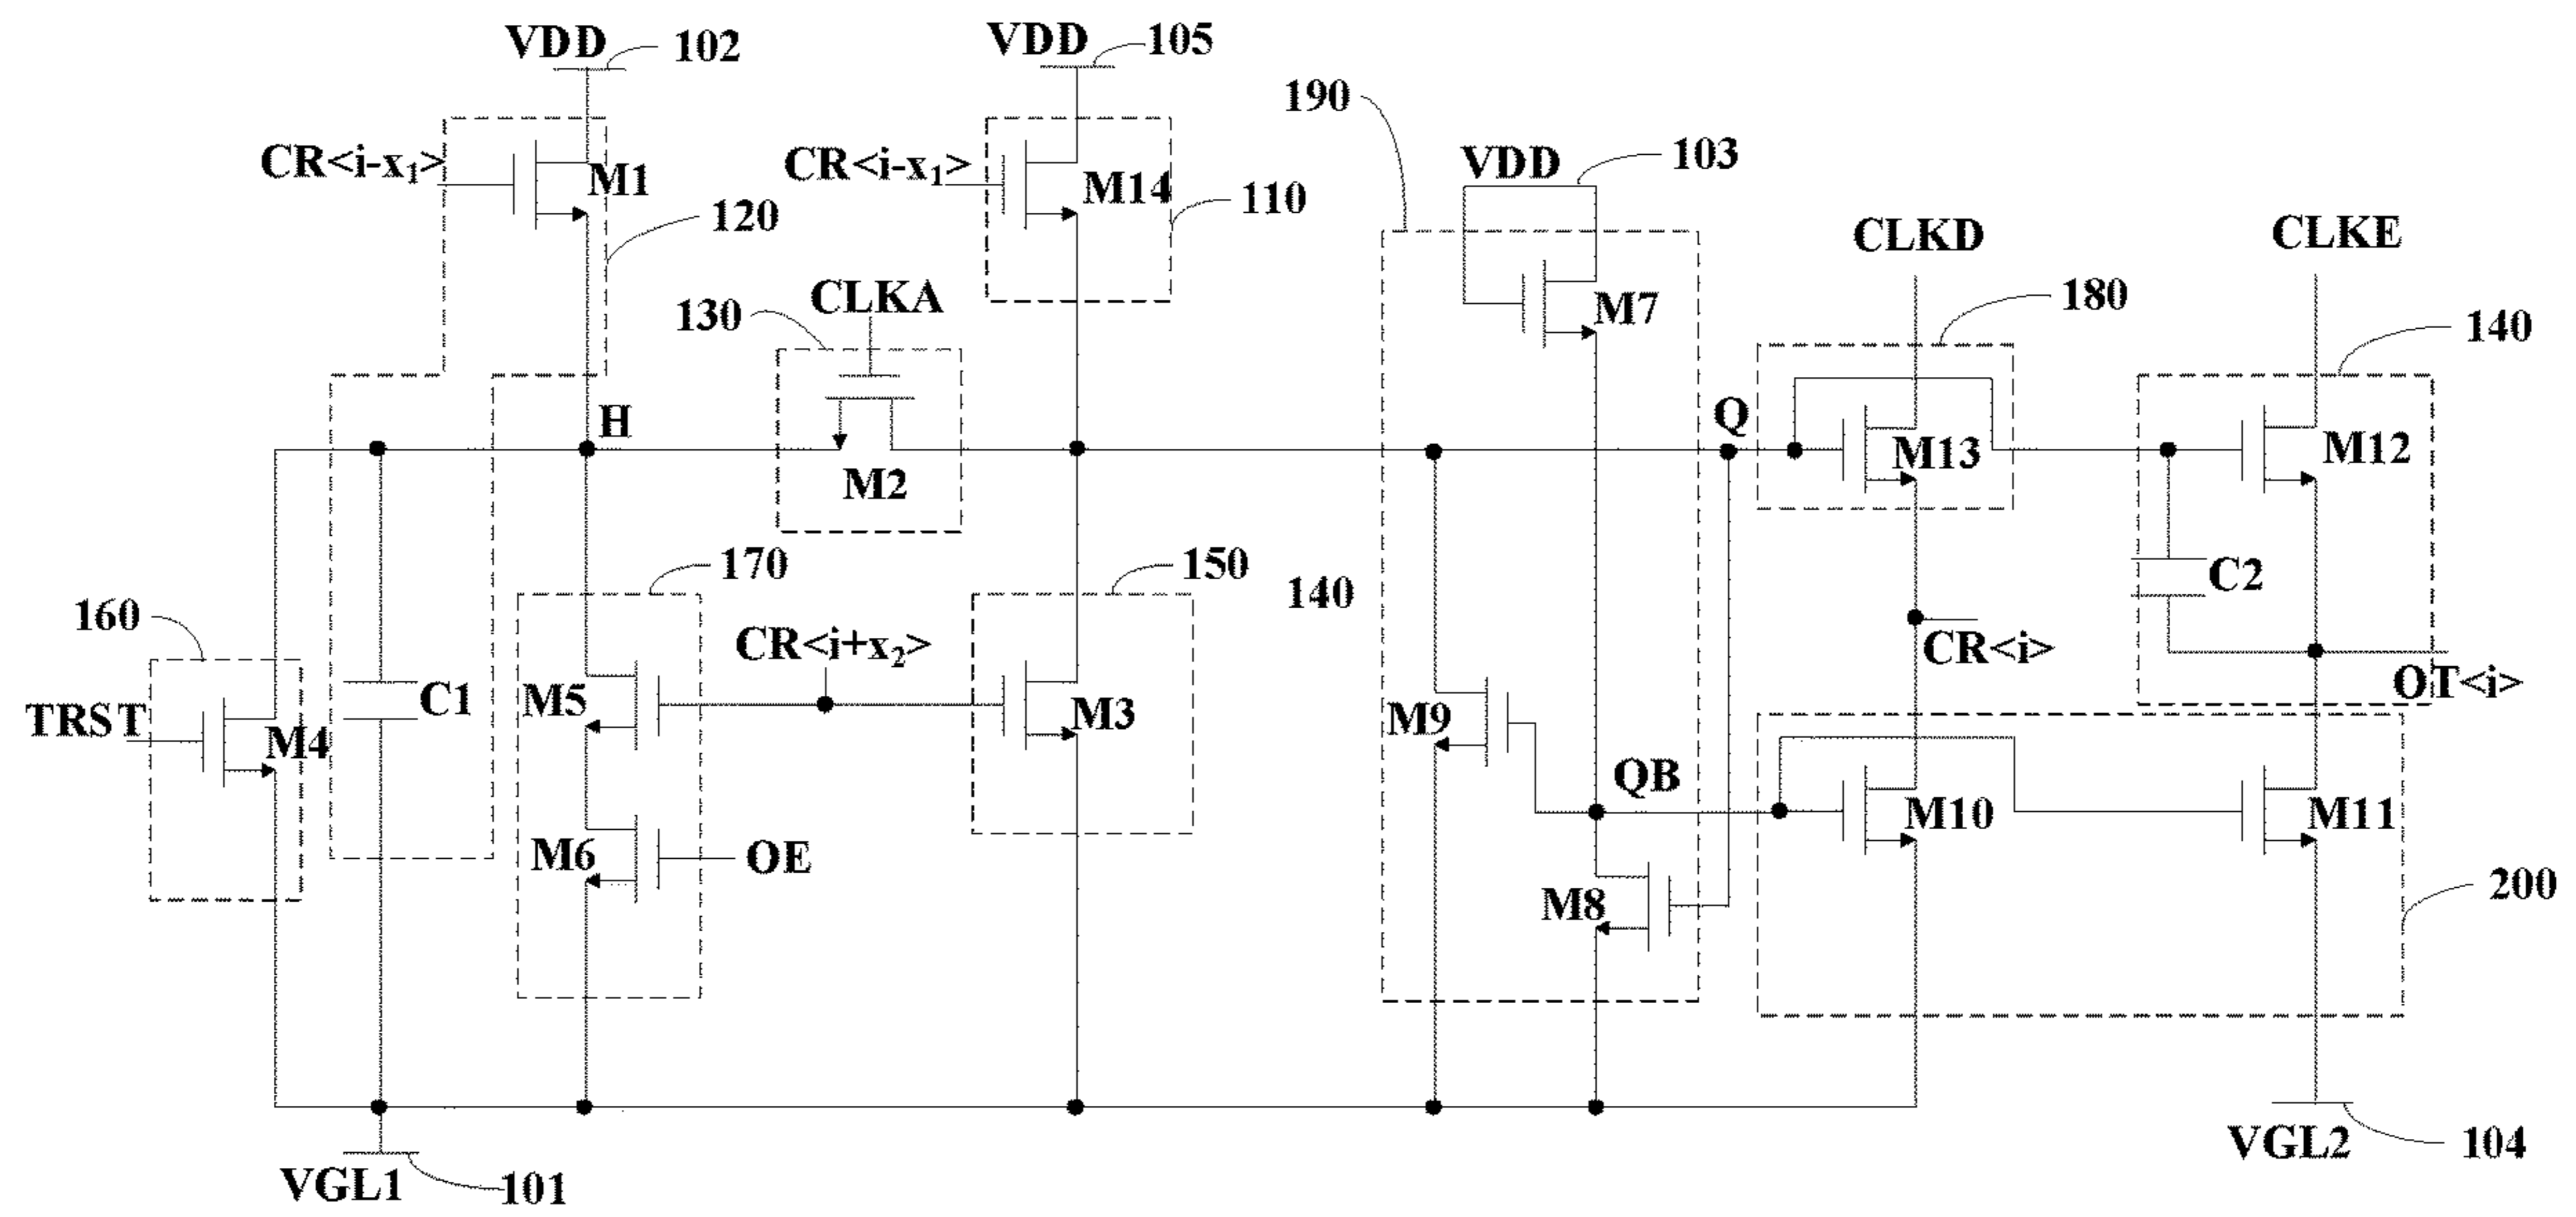 VDD 102 VDD 105
190
VDD 103
CR<i-x₁> M1 CR<i-x₁> M14
120 110
CLKD CLKE
130 CLKA M7 180 140
H M2 Q M13 M12
170 150 140
160 CR<i+x₂> C2
CR<i>
TRST M4 C1 M5 M3 M9 OT<i>
QB
M6 OE M8 M10 M11
200
VGL1 101 VGL2 104